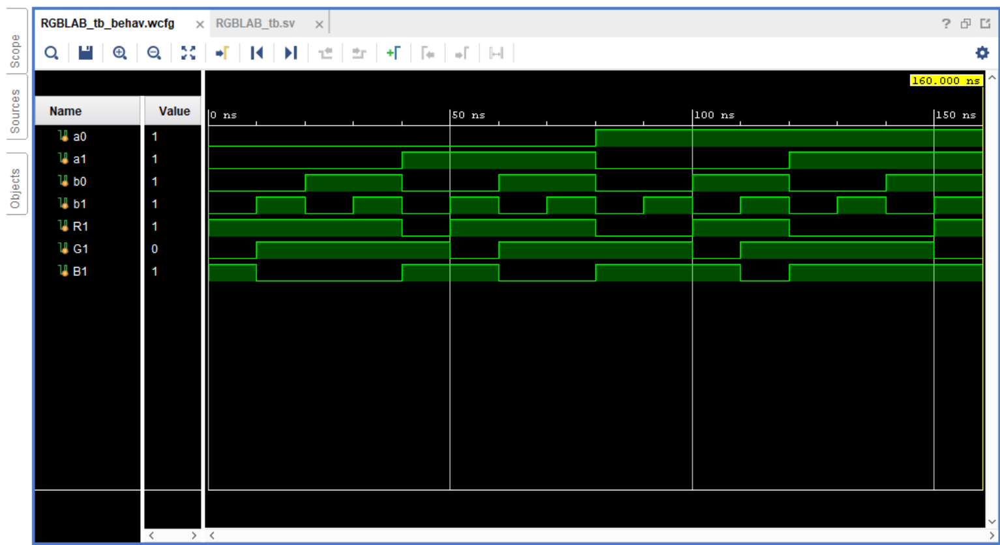 RGBLAB_tb_behav.wcfg × RGBLAB_tb.sv ×
?
Scope
Sources
Objects
160.000 ns
Name Value
0 ns 50 ns 100 ns 150 ns
a0 1
a1 1
b0 1
b1 1
R1 1
G1 0
B1 1